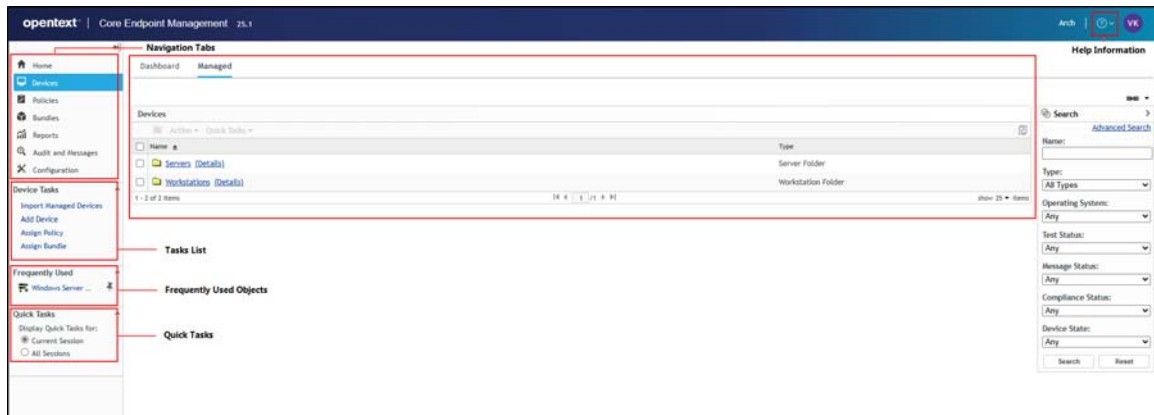 opentext | Core Endpoint Management 25.1
Arch
VK
Navigation Tabs
Help Information
Home
Devices
Policies
Bundles
Reports
Audit and Messages
Configuration
Dashboard Managed
Devices
Action Quick Tasks
Name Type
Servers (Details) Server Folder
Workstations (Details) Workstation Folder
1 - 2 of 2 items
1 / 1
show 25 items
Device Tasks
Import Managed Devices
Add Device
Assign Policy
Assign Bundle
Tasks List
Frequently Used
Windows Server ...
Frequently Used Objects
Quick Tasks
Display Quick Tasks for:
Current Session
All Sessions
Quick Tasks
Search
Advanced Search
Name:
Type:
All Types
Operating System:
Any
Test Status:
Any
Message Status:
Any
Compliance Status:
Any
Device State:
Any
Search Reset